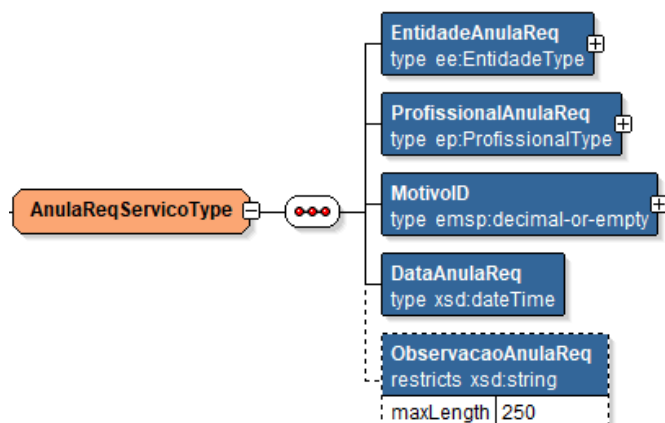 EntidadeAnulaReq
type ee:EntidadeType
ProfissionalAnulaReq
type ep:ProfissionalType
AnulaReqServicoType
MotivoID
type emsp:decimal-or-empty
DataAnulaReq
type xsd:dateTime
ObservacaoAnulaReq
restricts xsd:string
maxLength 250